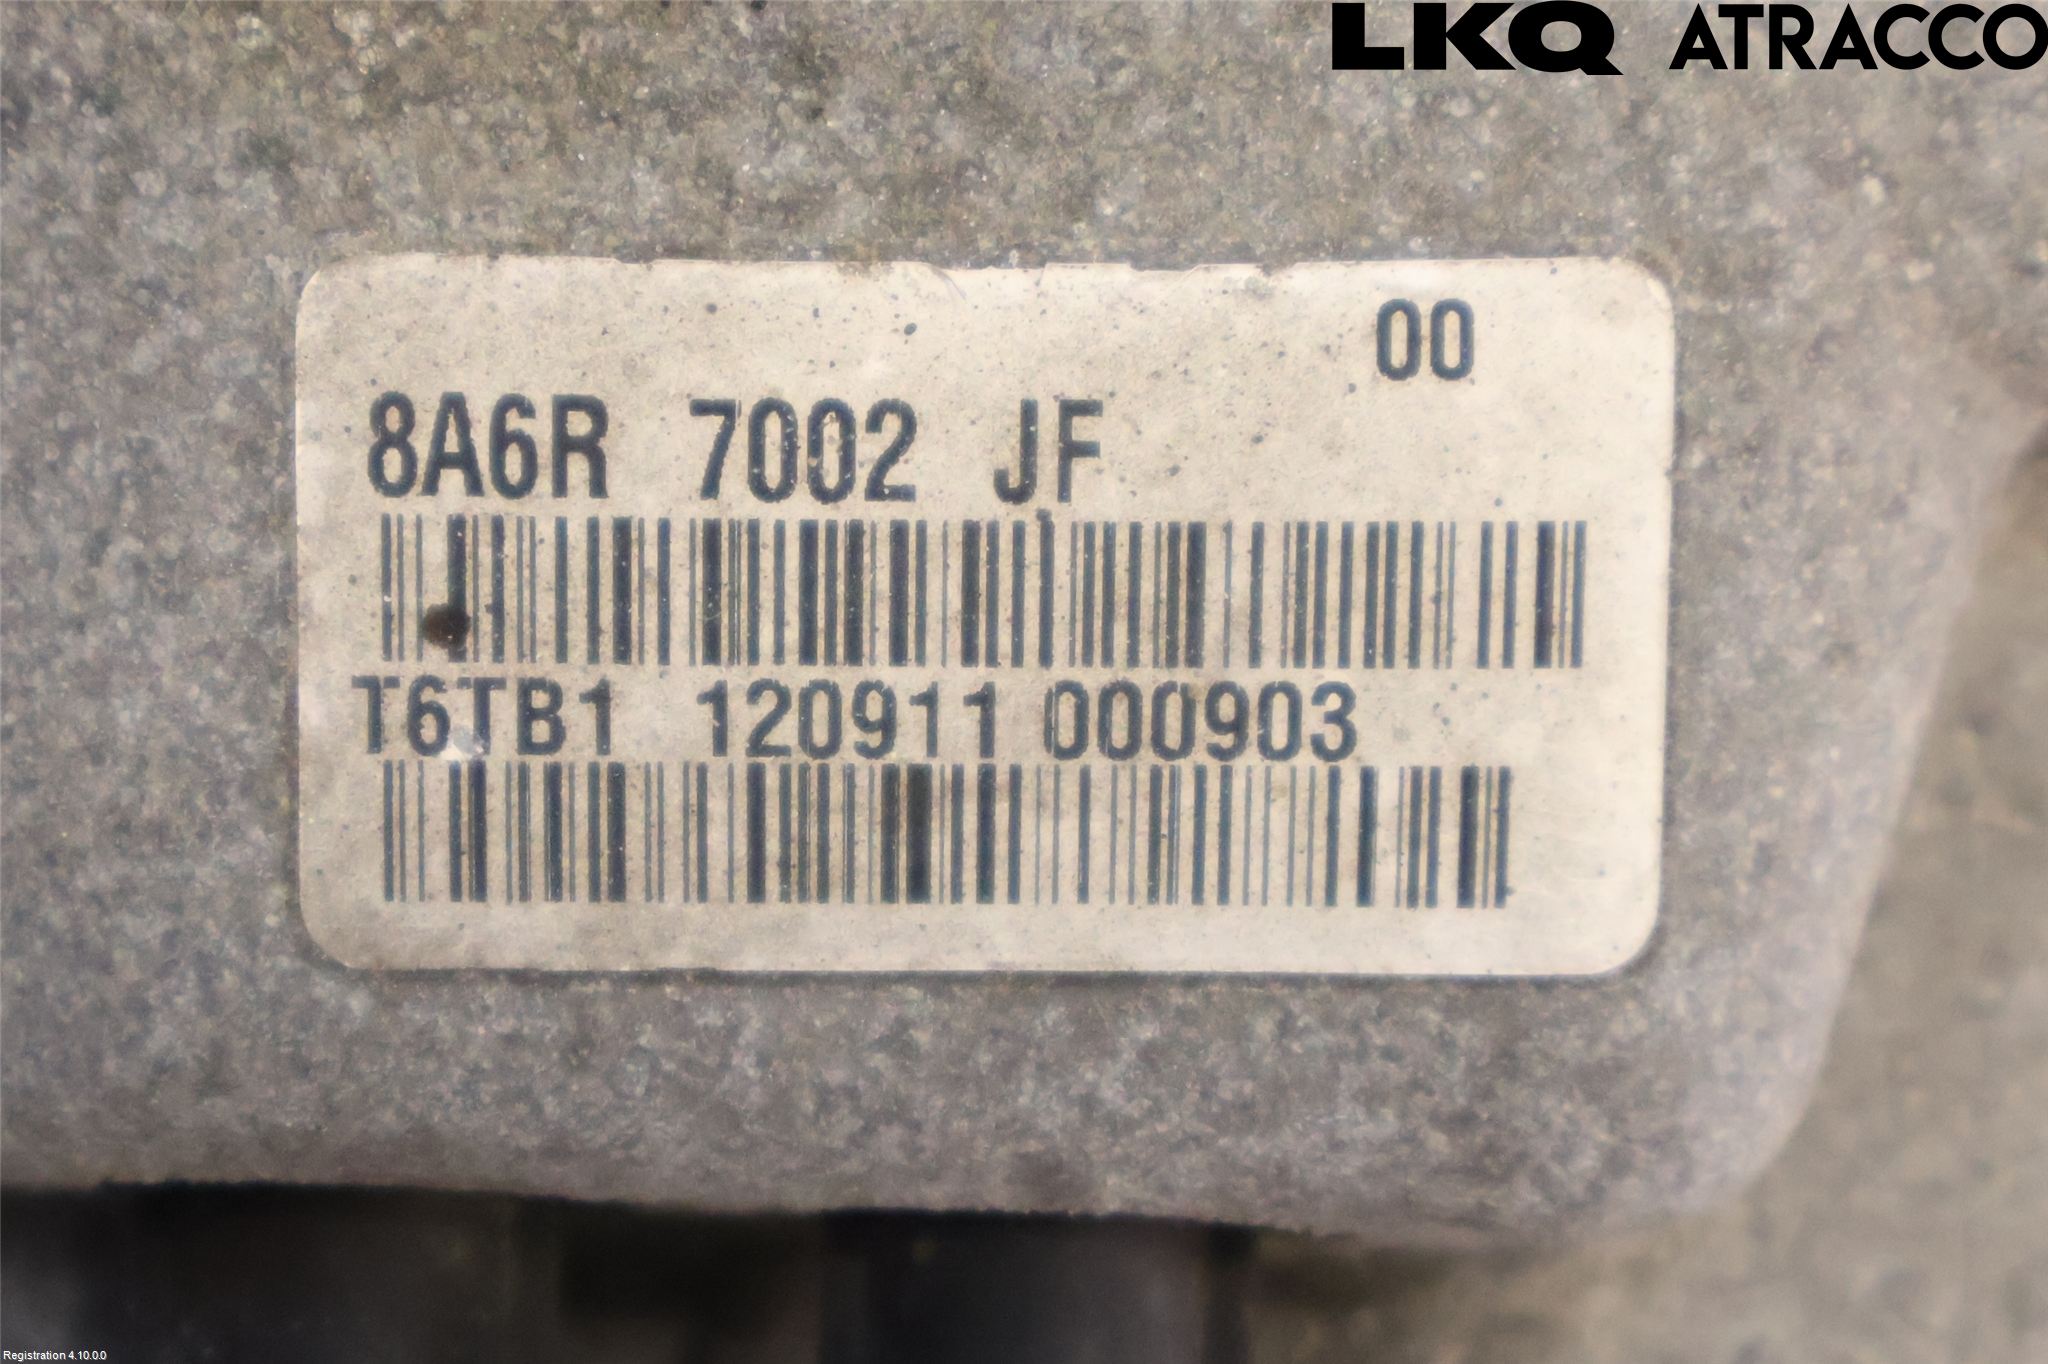 LKQ ATRACCO
00
8A6R 7002 JF
T6TB1 120911 000903
Registration 4.10.0.0